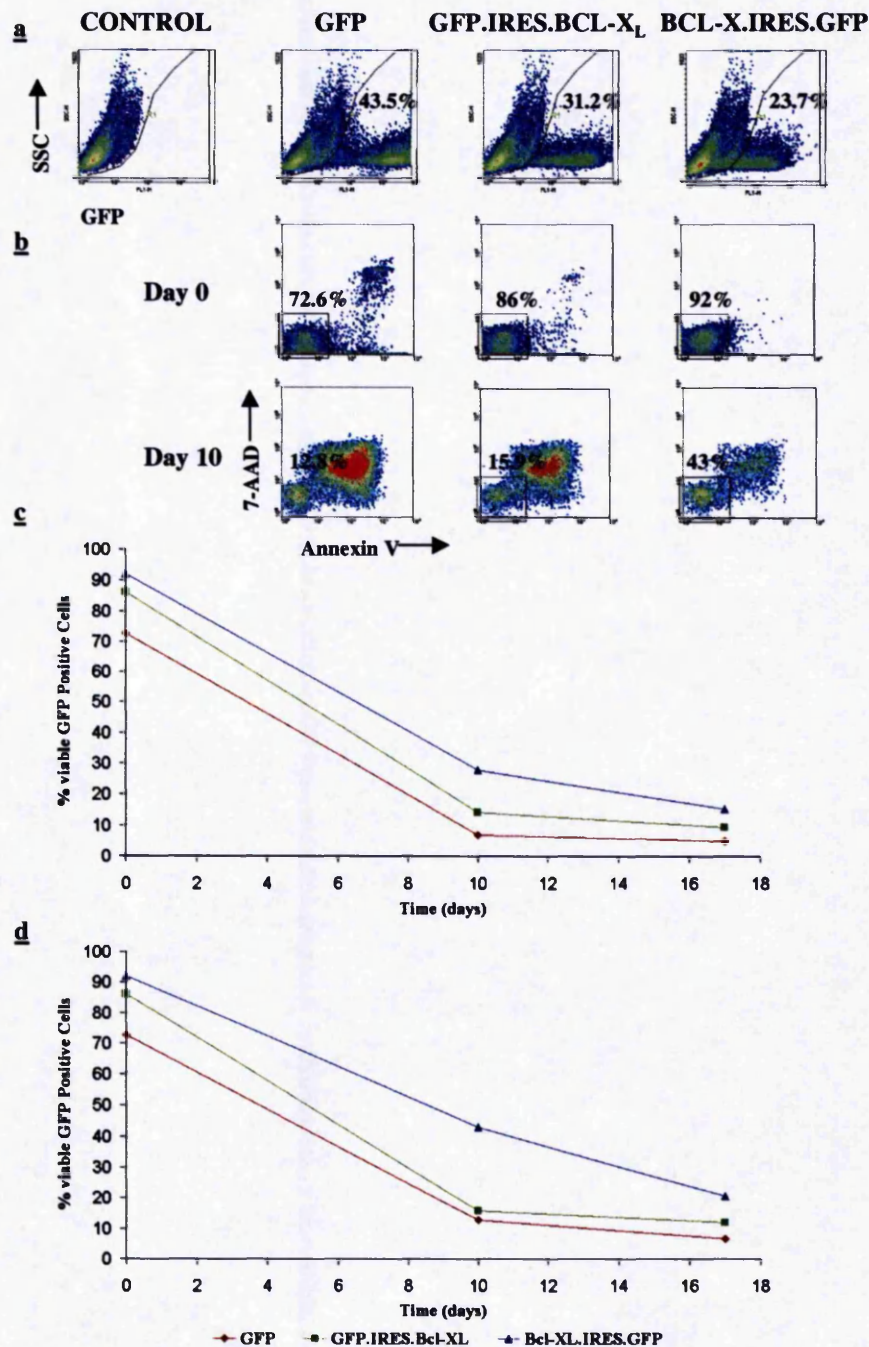 a
CONTROL GFP GFP.IRES.BCL-XL BCL-X.IRES.GFP
SSC
43.5% 31.2% 23.7%
GFP
b
Day 0
72.6% 86% 92%
Day 10
7-AAD
12.8% 15.9% 43%
Annexin V
c
% viable GFP Positive Cells
100
90
80
70
60
50
40
30
20
10
0
0 2 4 6 8 10 12 14 16 18
Time (days)
d
% viable GFP Positive Cells
100
90
80
70
60
50
40
30
20
10
0
0 2 4 6 8 10 12 14 16 18
Time (days)
GFP GFP.IRES.Bcl-XL Bcl-XL.IRES.GFP